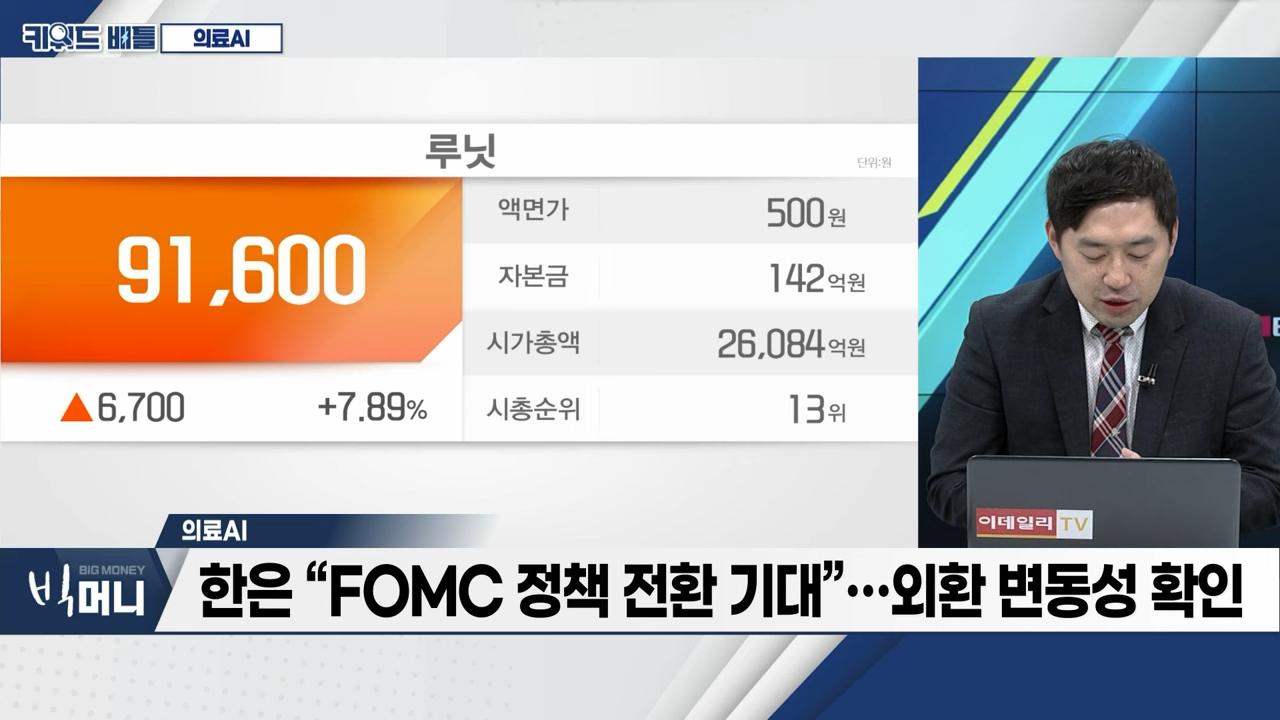 키워드 배틀
의료AI
루닛
단위:원
91,600
▲6,700 +7.89%
액면가 500원
자본금 142억원
시가총액 26,084억원
시총순위 13위
이데일리 TV
의료AI
BIG MONEY
빅머니
한은 “FOMC 정책 전환 기대”…외환 변동성 확인